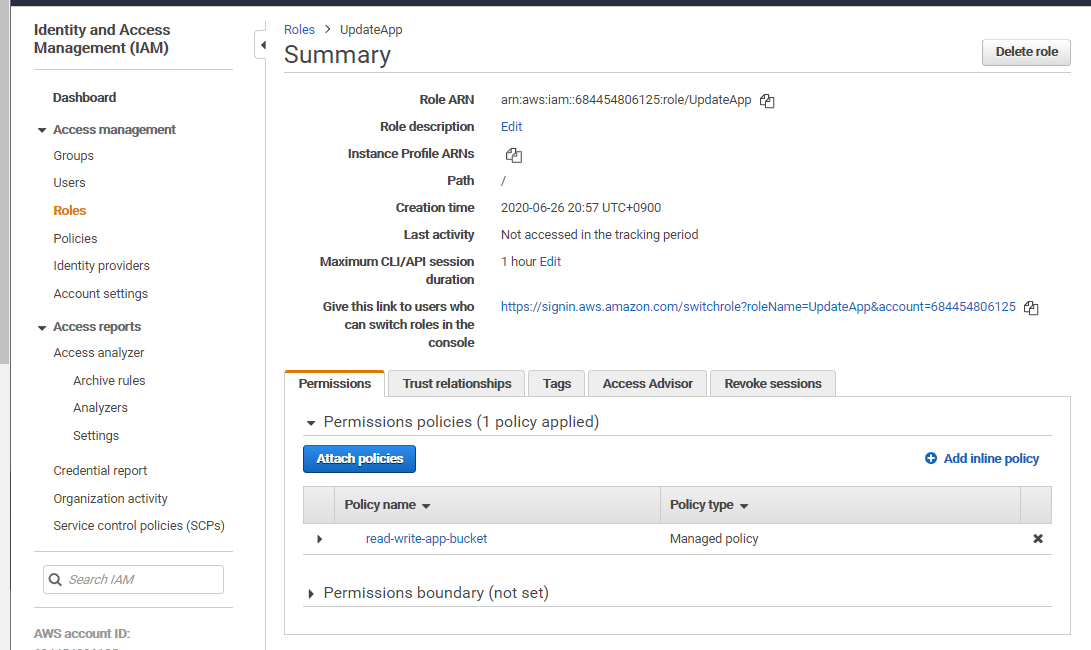 Identity and Access
Management (IAM)
Dashboard
Access management
Groups
Users
Roles
Policies
Identity providers
Account settings
Access reports
Access analyzer
Archive rules
Analyzers
Settings
Credential report
Organization activity
Service control policies (SCPs)
Search IAM
AWS account ID:
Roles > UpdateApp
Summary
Delete role
Role ARN arn:aws:iam::684454806125:role/UpdateApp
Role description Edit
Instance Profile ARNs
Path /
Creation time 2020-06-26 20:57 UTC+0900
Last activity Not accessed in the tracking period
Maximum CLI/API session 1 hour Edit
duration
Give this link to users who https://signin.aws.amazon.com/switchrole?roleName=UpdateApp&account=684454806125
can switch roles in the
console
Permissions Trust relationships Tags Access Advisor Revoke sessions
Permissions policies (1 policy applied)
Attach policies Add inline policy
Policy name Policy type
read-write-app-bucket Managed policy
Permissions boundary (not set)